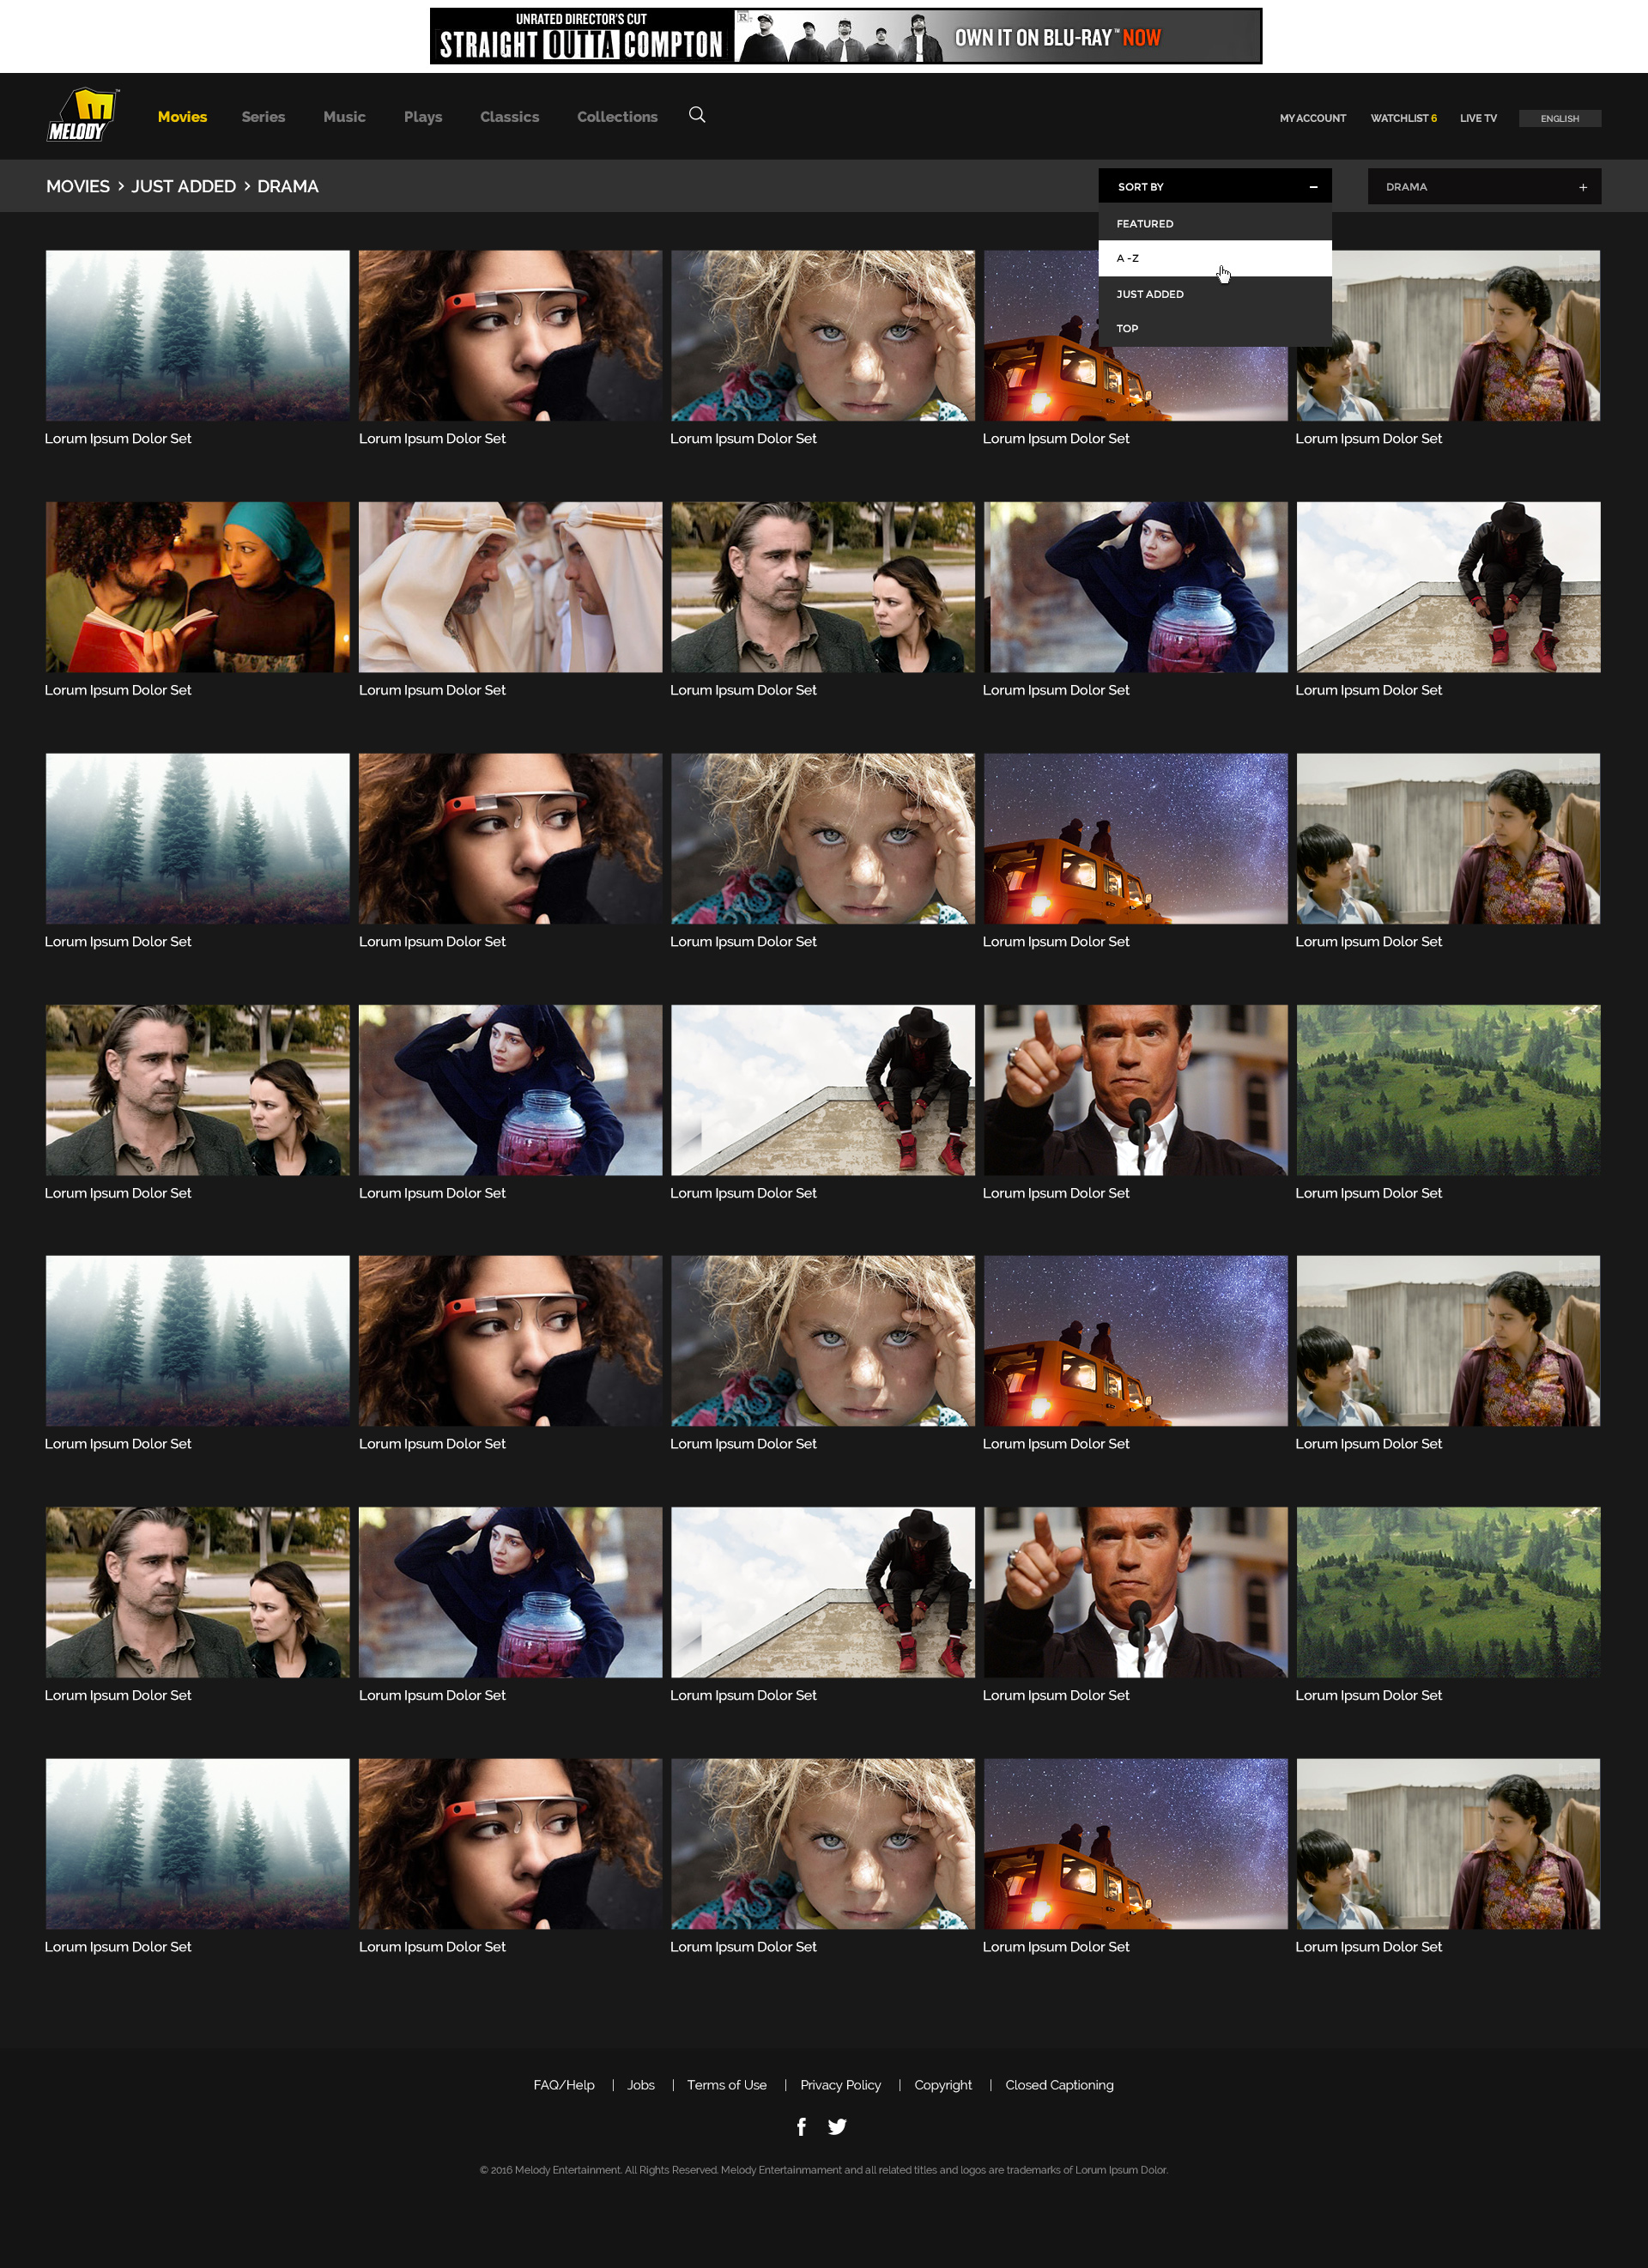 UNRATED DIRECTOR'S CUT
STRAIGHT OUTTA COMPTON
R
OWN IT ON BLU-RAY™ NOW
MELODY ™
Movies Series Music Plays Classics Collections
MY ACCOUNT WATCHLIST 6 LIVE TV ENGLISH
MOVIES > JUST ADDED > DRAMA
SORT BY –
DRAMA +
FEATURED
A -Z
JUST ADDED
TOP
Lorum Ipsum Dolor Set Lorum Ipsum Dolor Set Lorum Ipsum Dolor Set Lorum Ipsum Dolor Set Lorum Ipsum Dolor Set
Lorum Ipsum Dolor Set Lorum Ipsum Dolor Set Lorum Ipsum Dolor Set Lorum Ipsum Dolor Set Lorum Ipsum Dolor Set
Lorum Ipsum Dolor Set Lorum Ipsum Dolor Set Lorum Ipsum Dolor Set Lorum Ipsum Dolor Set Lorum Ipsum Dolor Set
Lorum Ipsum Dolor Set Lorum Ipsum Dolor Set Lorum Ipsum Dolor Set Lorum Ipsum Dolor Set Lorum Ipsum Dolor Set
Lorum Ipsum Dolor Set Lorum Ipsum Dolor Set Lorum Ipsum Dolor Set Lorum Ipsum Dolor Set Lorum Ipsum Dolor Set
Lorum Ipsum Dolor Set Lorum Ipsum Dolor Set Lorum Ipsum Dolor Set Lorum Ipsum Dolor Set Lorum Ipsum Dolor Set
Lorum Ipsum Dolor Set Lorum Ipsum Dolor Set Lorum Ipsum Dolor Set Lorum Ipsum Dolor Set Lorum Ipsum Dolor Set
FAQ/Help | Jobs | Terms of Use | Privacy Policy | Copyright | Closed Captioning
© 2016 Melody Entertainment. All Rights Reserved. Melody Entertainmament and all related titles and logos are trademarks of Lorum Ipsum Dolor.